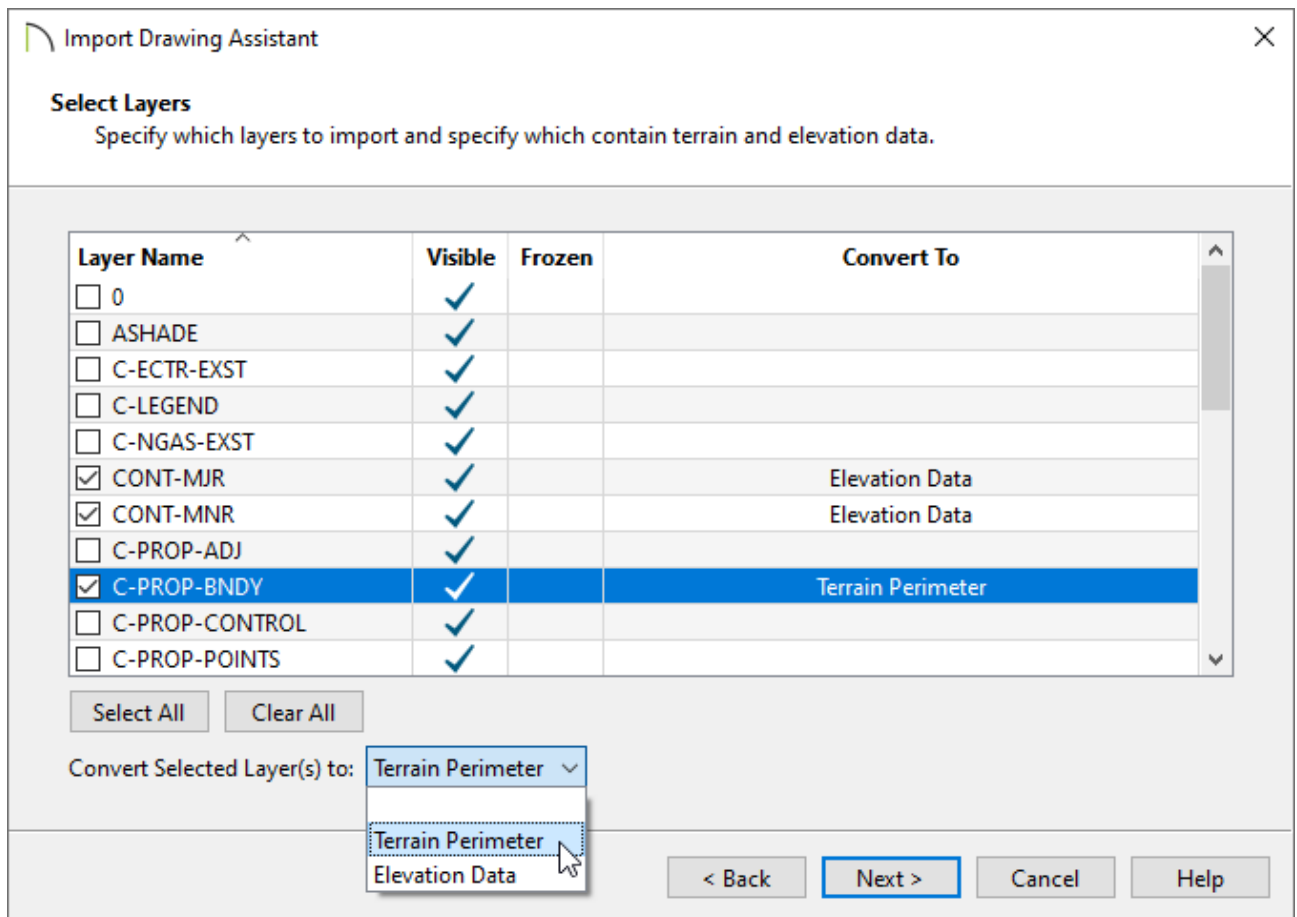 Import Drawing Assistant
Select Layers
Specify which layers to import and specify which contain terrain and elevation data.
Layer Name Visible Frozen Convert To
0
ASHADE
C-ECTR-EXST
C-LEGEND
C-NGAS-EXST
CONT-MJR Elevation Data
CONT-MNR Elevation Data
C-PROP-ADJ
C-PROP-BNDY Terrain Perimeter
C-PROP-CONTROL
C-PROP-POINTS
Select All Clear All
Convert Selected Layer(s) to: Terrain Perimeter
Terrain Perimeter
Elevation Data
< Back Next > Cancel Help